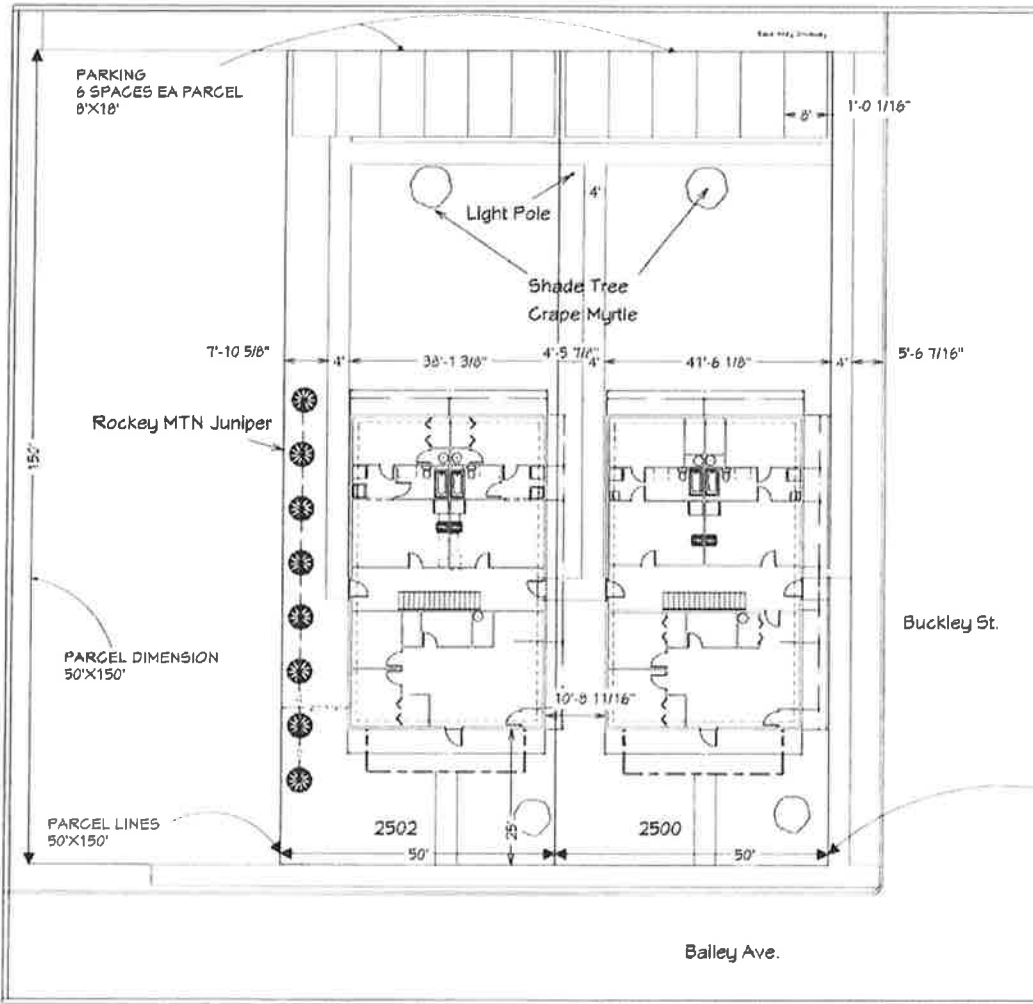 PARKING
6 SPACES EA PARCEL
8'X18'
8'
1'-0 1/16"
Light Pole
4'
Shade Tree
Crape Myrtle
7'-10 5/8"
4'
38'-1 3/8"
4'-5 7/8"
4'
41'-6 1/8"
4'
5'-6 7/16"
Rockey MTN Juniper
150'
Buckley St.
PARCEL DIMENSION
50'X150'
10'-8 11/16"
PARCEL LINES
50'X150'
2502
25'
2500
50'
50'
Bailey Ave.